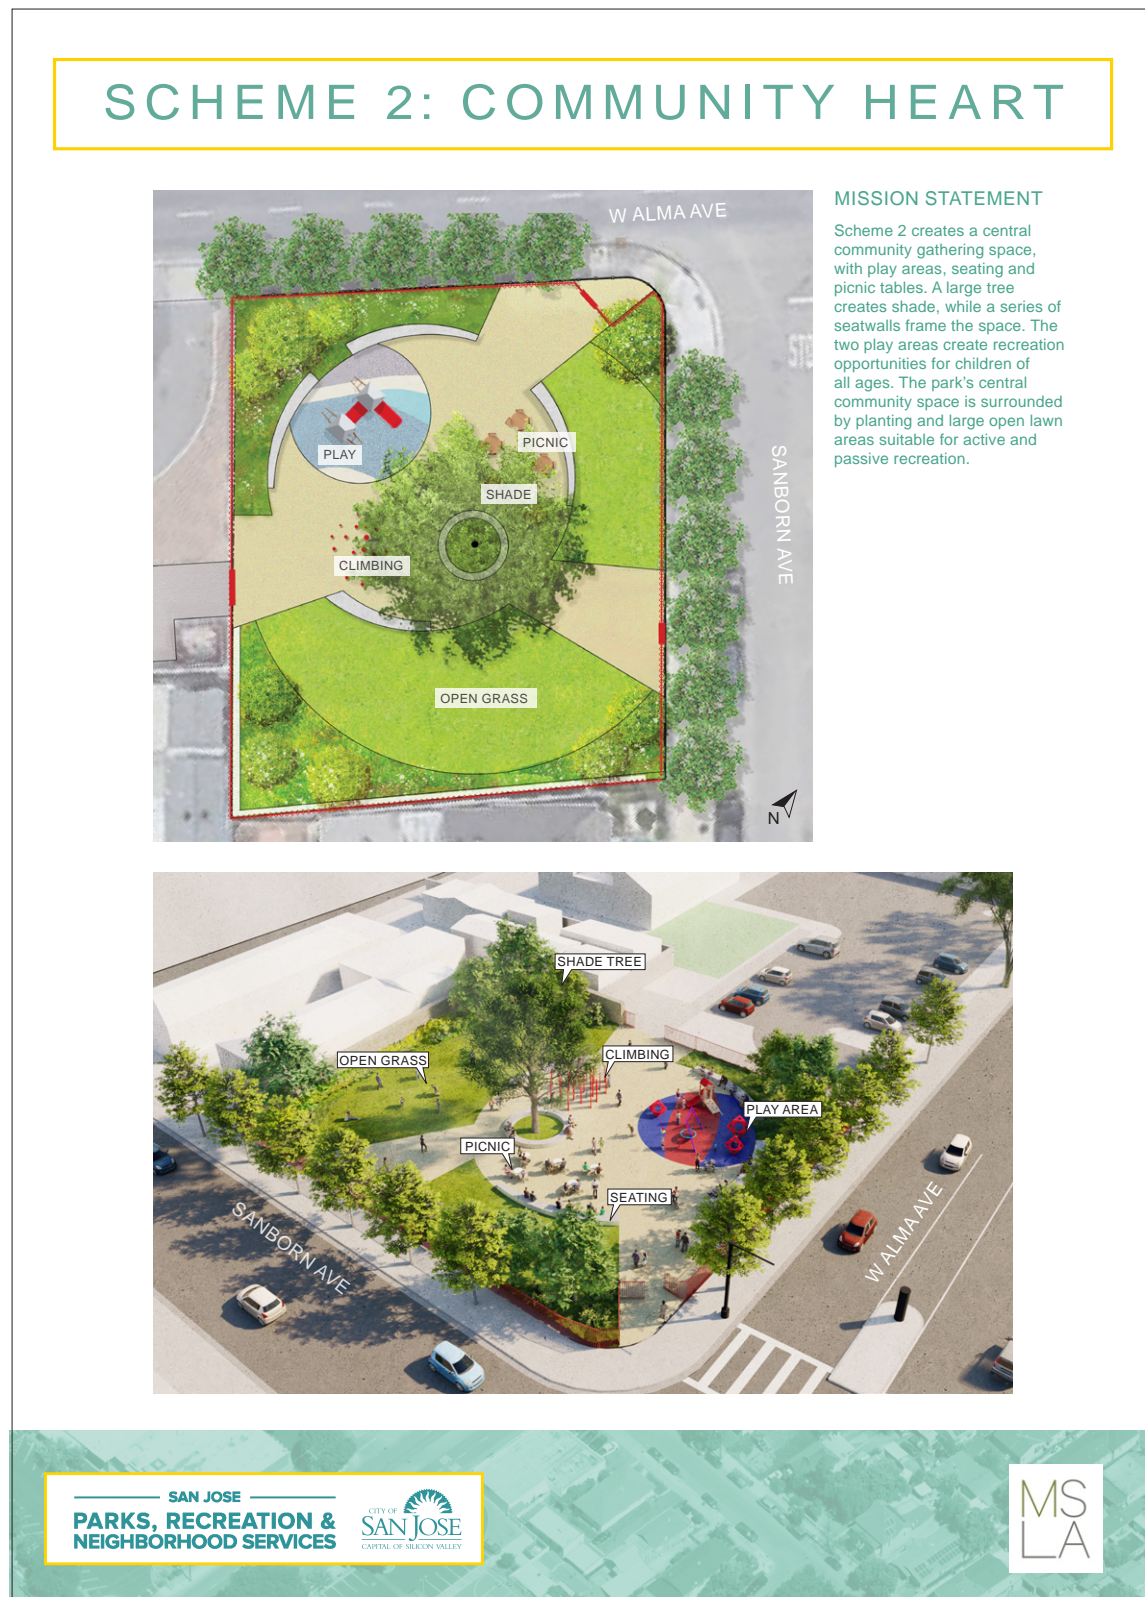 SCHEME 2: COMMUNITY HEART
W ALMA AVE
PLAY
PICNIC
SHADE
CLIMBING
OPEN GRASS
SANBORN AVE
N
MISSION STATEMENT
Scheme 2 creates a central
community gathering space,
with play areas, seating and
picnic tables. A large tree
creates shade, while a series of
seatwalls frame the space. The
two play areas create recreation
opportunities for children of
all ages. The park's central
community space is surrounded
by planting and large open lawn
areas suitable for active and
passive recreation.
SHADE TREE
OPEN GRASS
CLIMBING
PLAY AREA
PICNIC
SEATING
SANBORN AVE
W ALMA AVE
SAN JOSE
PARKS, RECREATION &
NEIGHBORHOOD SERVICES
CITY OF
SAN JOSE
CAPITAL OF SILICON VALLEY
MS
LA